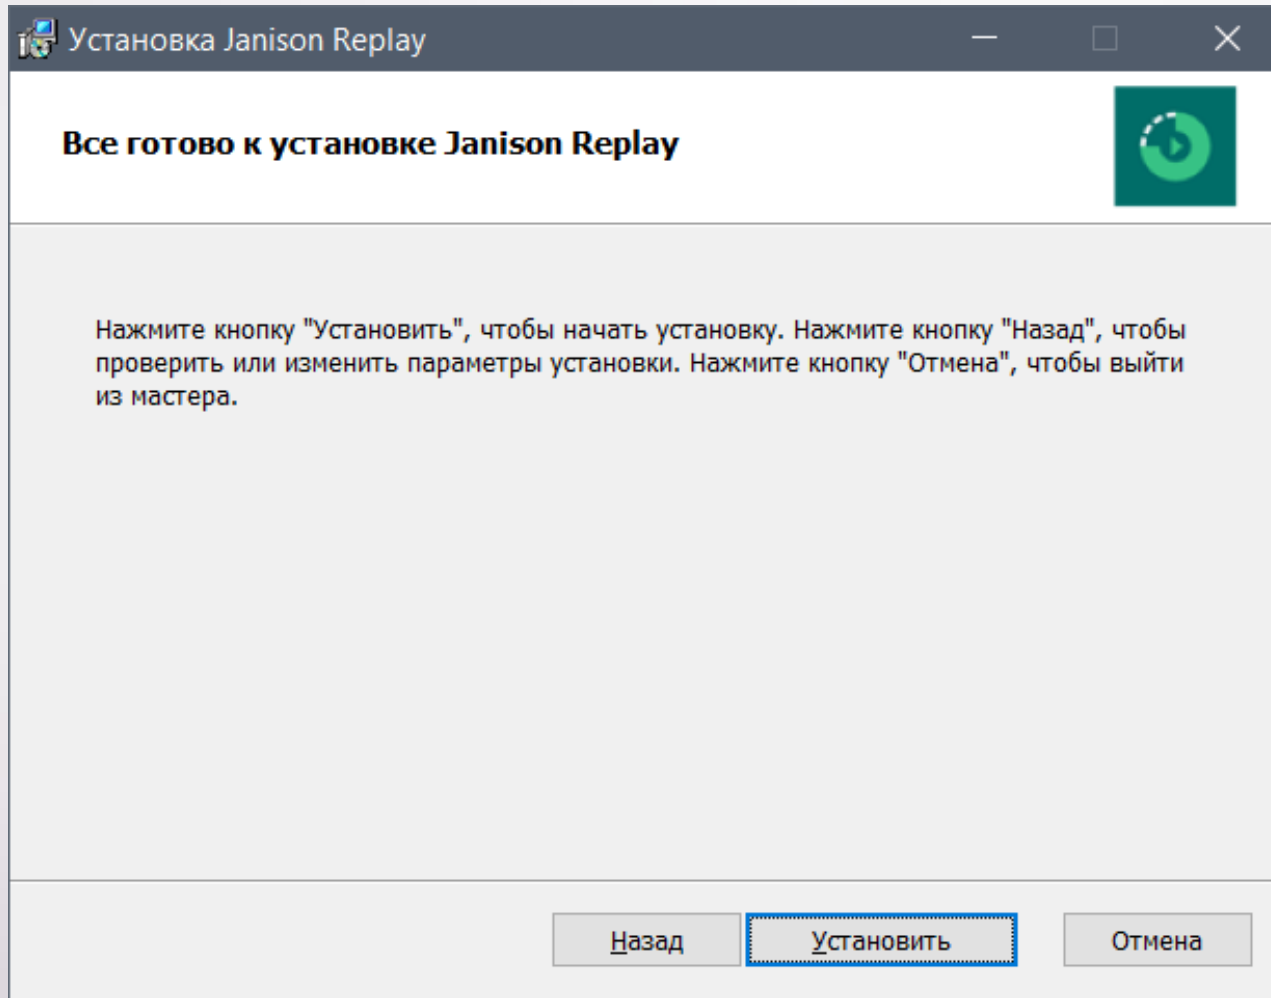 Установка Janison Replay
Все готово к установке Janison Replay
Нажмите кнопку "Установить", чтобы начать установку. Нажмите кнопку "Назад", чтобы
проверить или изменить параметры установки. Нажмите кнопку "Отмена", чтобы выйти
из мастера.
Назад
Установить
Отмена